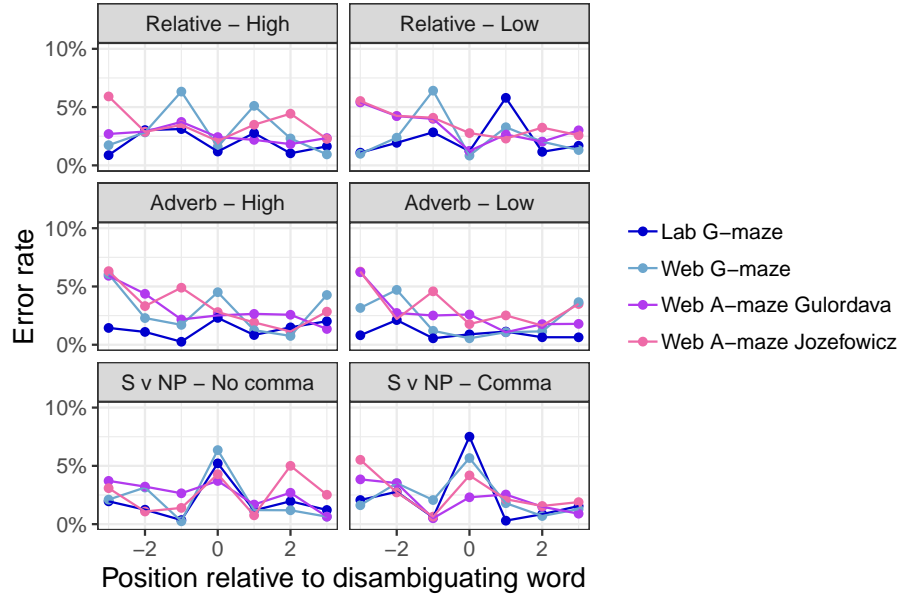 Relative − High
Relative − Low
10%
5%
0%
Adverb − High
Adverb − Low
10%
5%
0%
S v NP − No comma
S v NP − Comma
10%
5%
0%
−2
0
2
−2
0
2
Position relative to disambiguating word
Error rate
Lab G−maze
Web G−maze
Web A−maze Gulordava
Web A−maze Jozefowicz